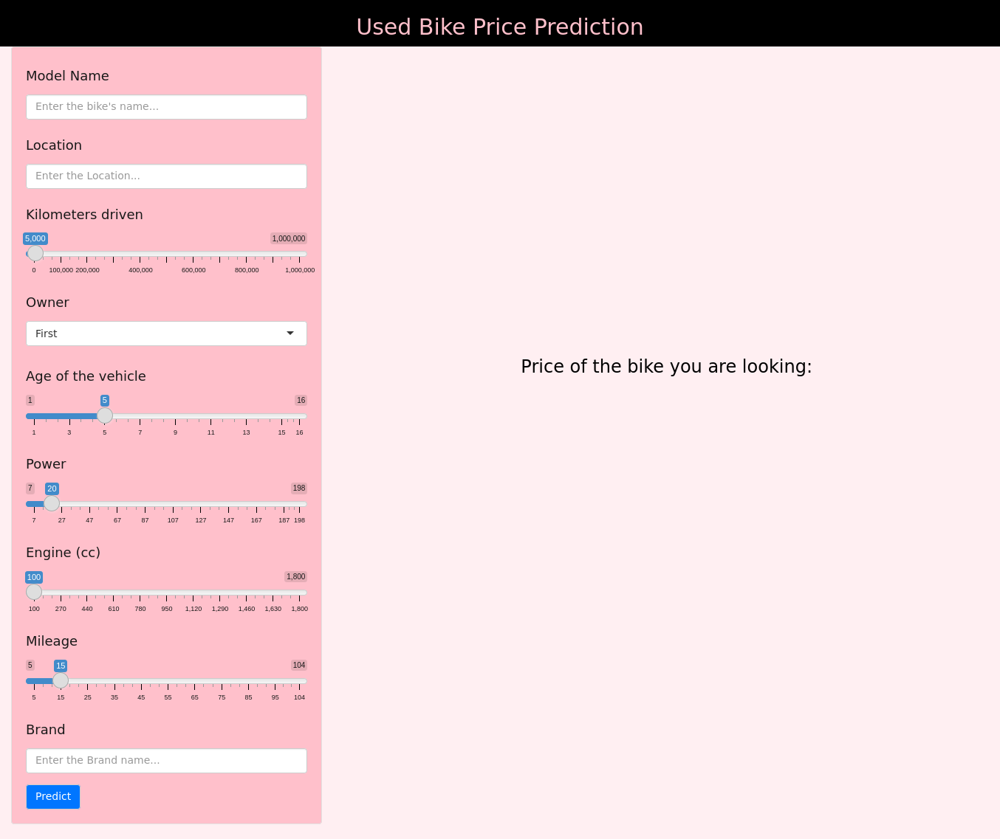 Used Bike Price Prediction
Model Name
Enter the bike's name...
Location
Enter the Location...
Kilometers driven
5,000 1,000,000
0 100,000 200,000 400,000 600,000 800,000 1,000,000
Owner
First
Age of the vehicle
1 5 16
1 3 5 7 9 11 13 15 16
Power
7 20 198
7 27 47 67 87 107 127 147 167 187 198
Engine (cc)
100 1,800
100 270 440 610 780 950 1,120 1,290 1,460 1,630 1,800
Mileage
5 15 104
5 15 25 35 45 55 65 75 85 95 104
Brand
Enter the Brand name...
Predict
Price of the bike you are looking: